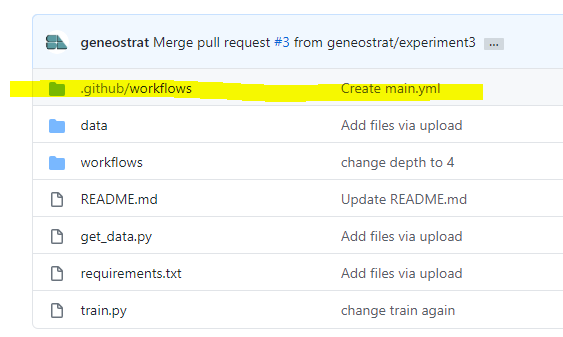 geneostrat Merge pull request #3 from geneostrat/experiment3 ...
.github/workflows Create main.yml
data Add files via upload
workflows change depth to 4
README.md Update README.md
get_data.py Add files via upload
requirements.txt Add files via upload
train.py change train again